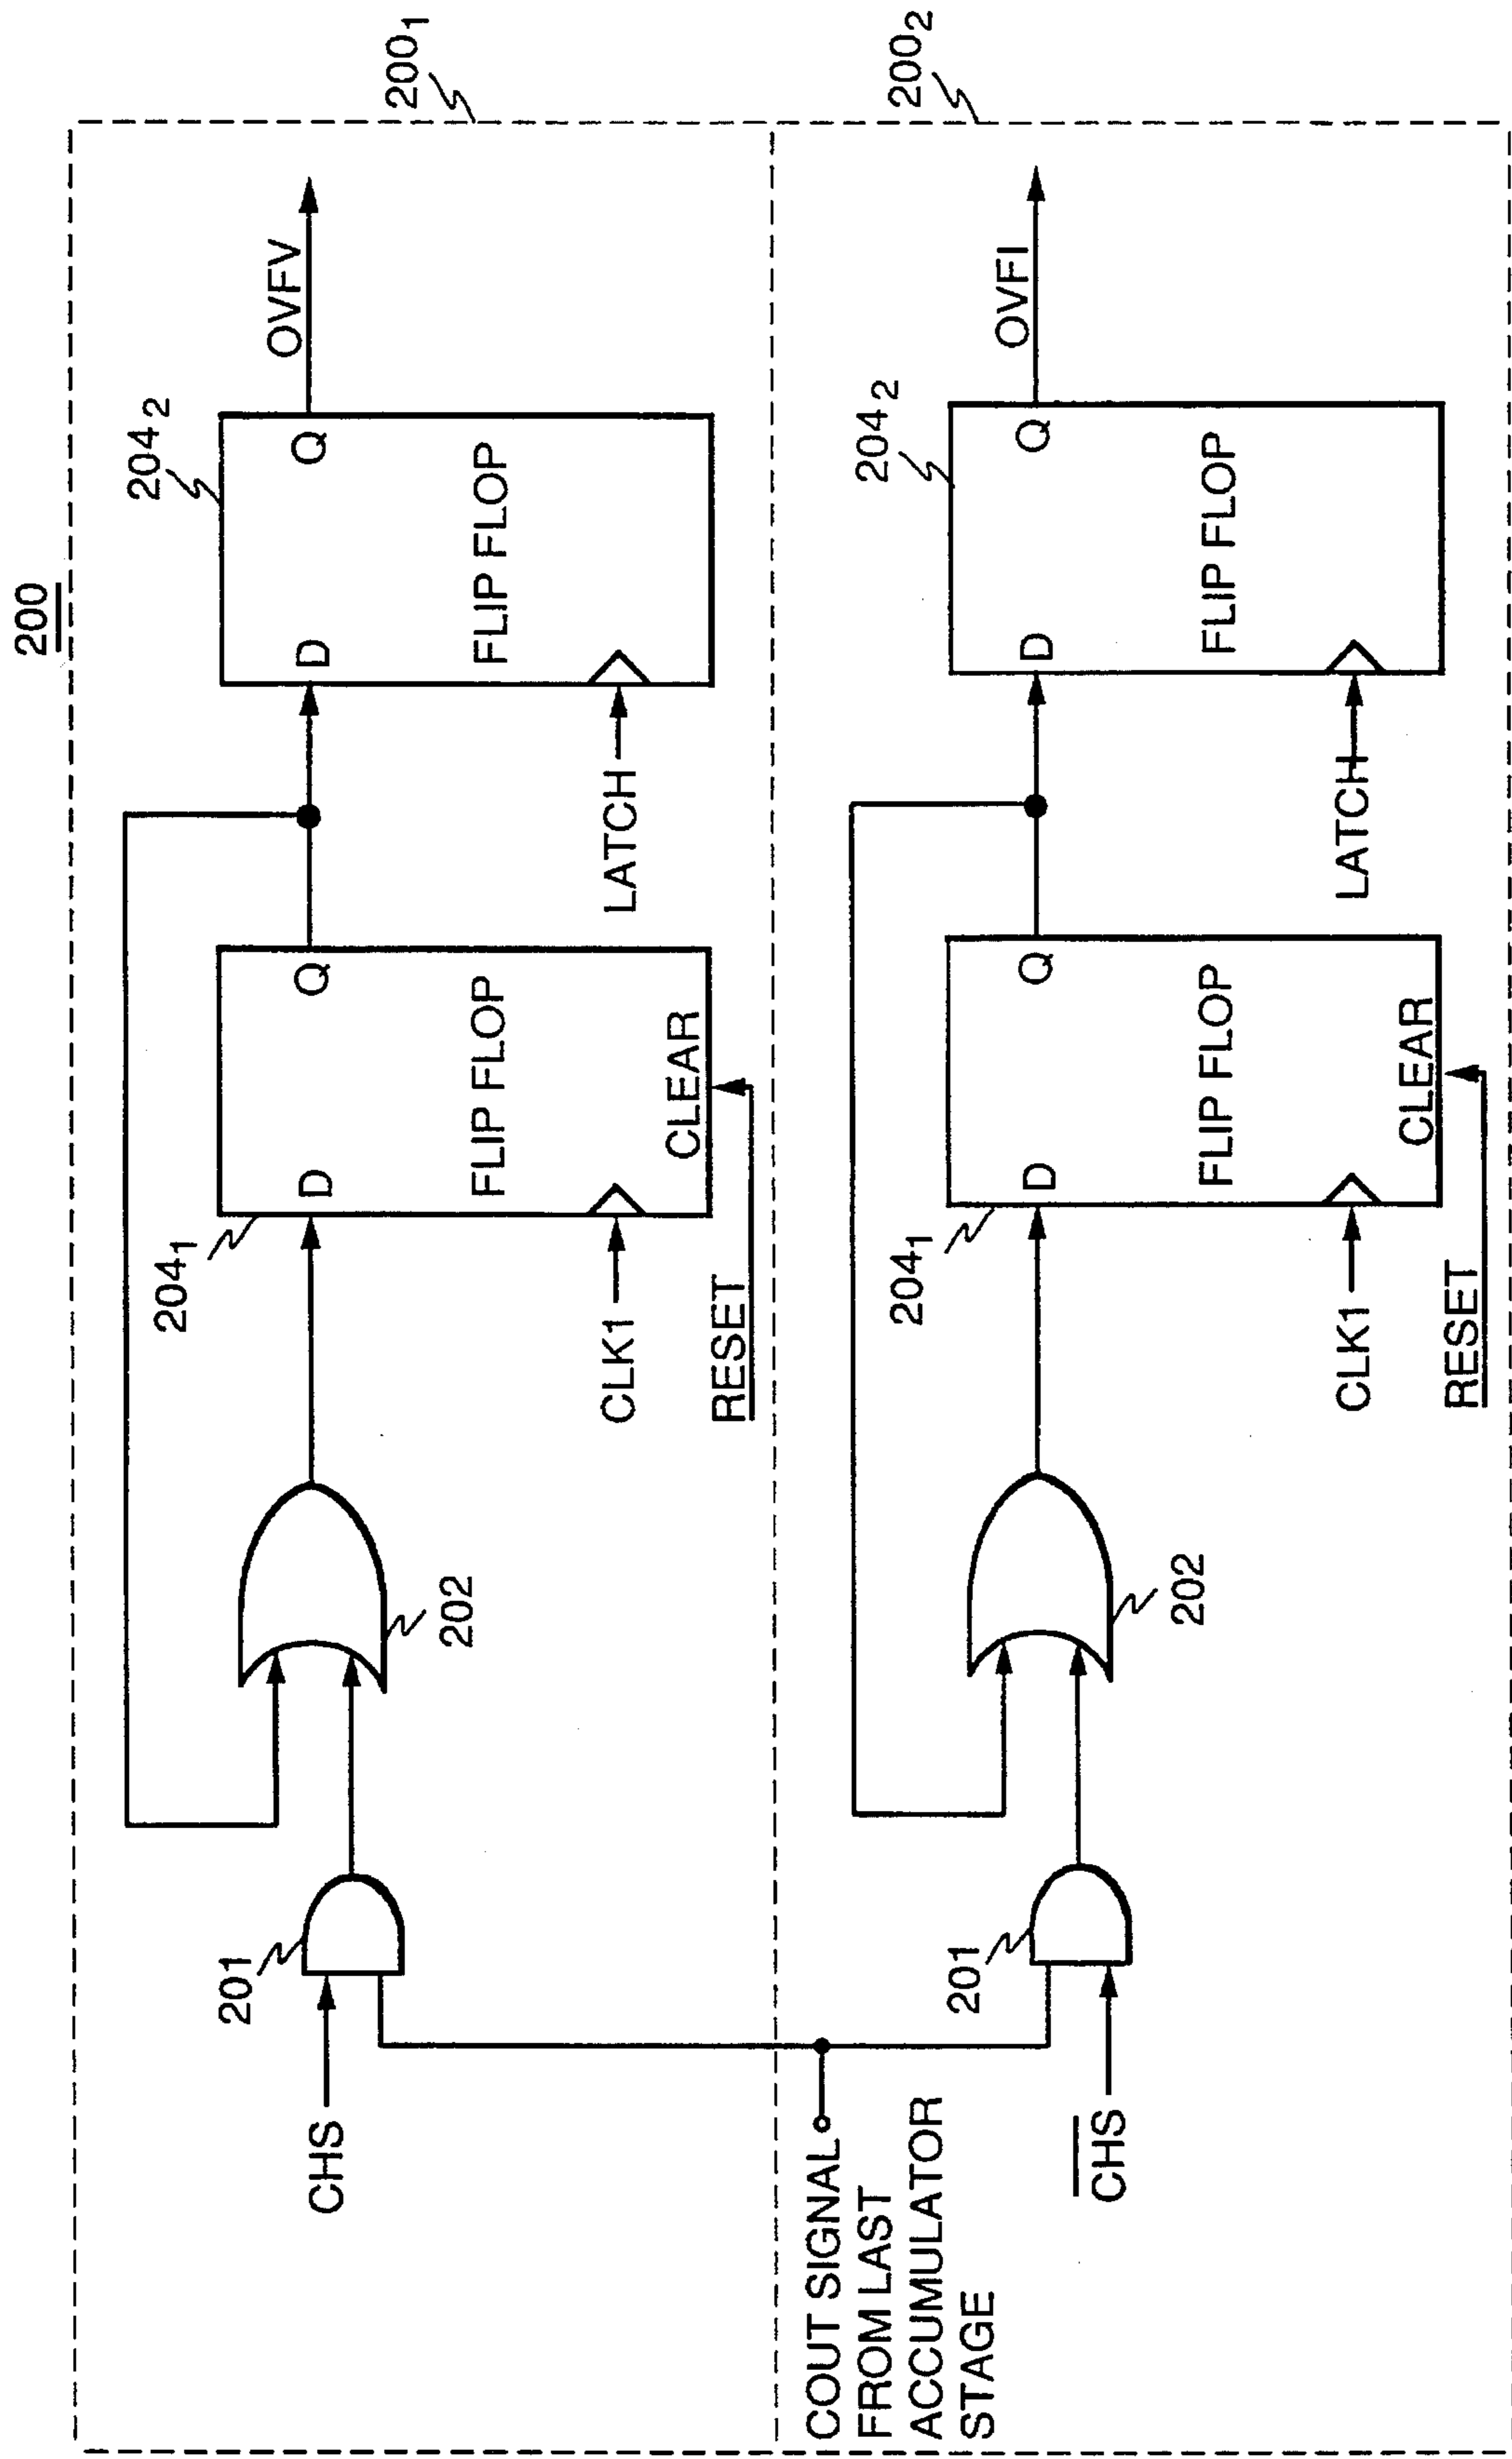 200
200₁
CHS
201
202
204₁
D
Q
FLIP FLOP
CLK1
CLEAR
RESET
204₂
D
Q
FLIP FLOP
LATCH
OVFV
COUT SIGNAL
FROM LAST
ACCUMULATOR
STAGE
200₂
C̅H̅S̅
201
202
204₁
D
Q
FLIP FLOP
CLK1
CLEAR
RESET
204₂
D
Q
FLIP FLOP
LATCH
OVFI